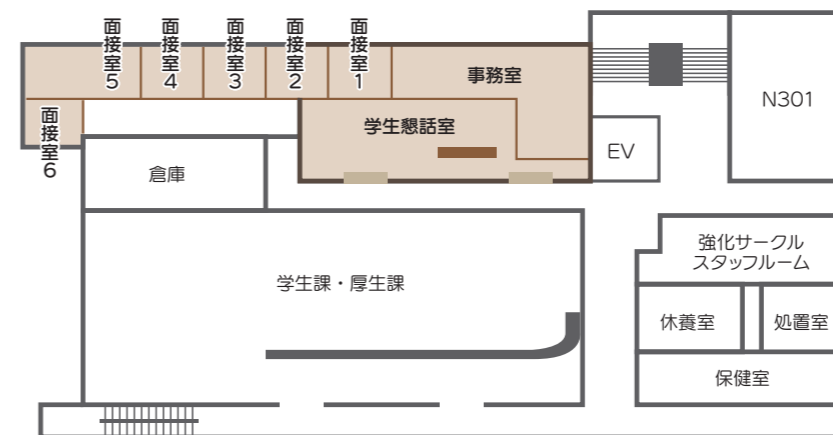 面接室5
面接室4
面接室3
面接室2
面接室1
事務室
N301
面接室6
学生懇話室
EV
倉庫
強化サークル
スタッフルーム
学生課・厚生課
休養室
処置室
保健室